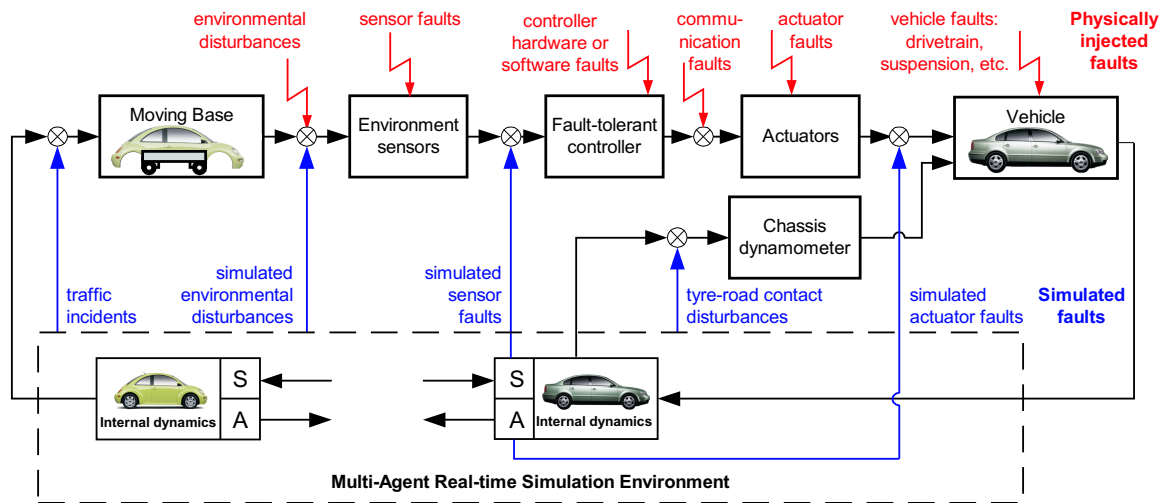 environmental
disturbances
sensor faults
controller
hardware or
software faults
commu-
nication
faults
actuator
faults
vehicle faults:
drivetrain,
suspension, etc.
Physically
injected
faults
Moving Base
Environment
sensors
Fault-tolerant
controller
Actuators
Vehicle
Chassis
dynamometer
traffic
incidents
simulated
environmental
disturbances
simulated
sensor
faults
tyre-road contact
disturbances
simulated
actuator faults
Simulated
faults
S
A
Internal dynamics
S
A
Internal dynamics
Multi-Agent Real-time Simulation Environment